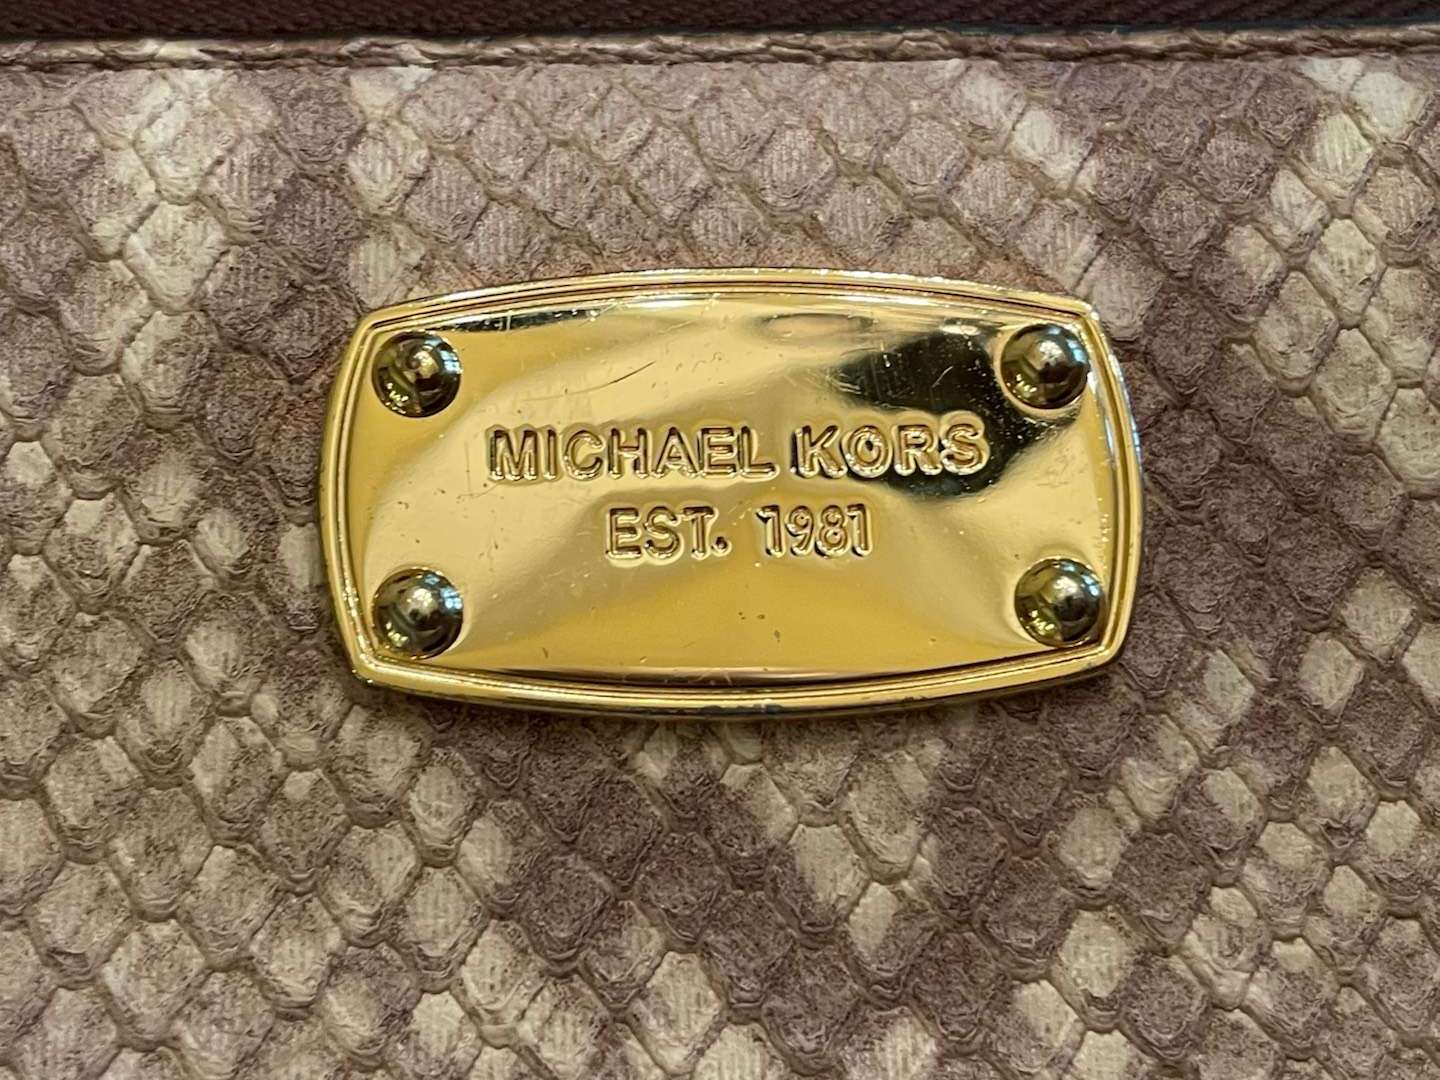 MICHAEL KORS
EST. 1981